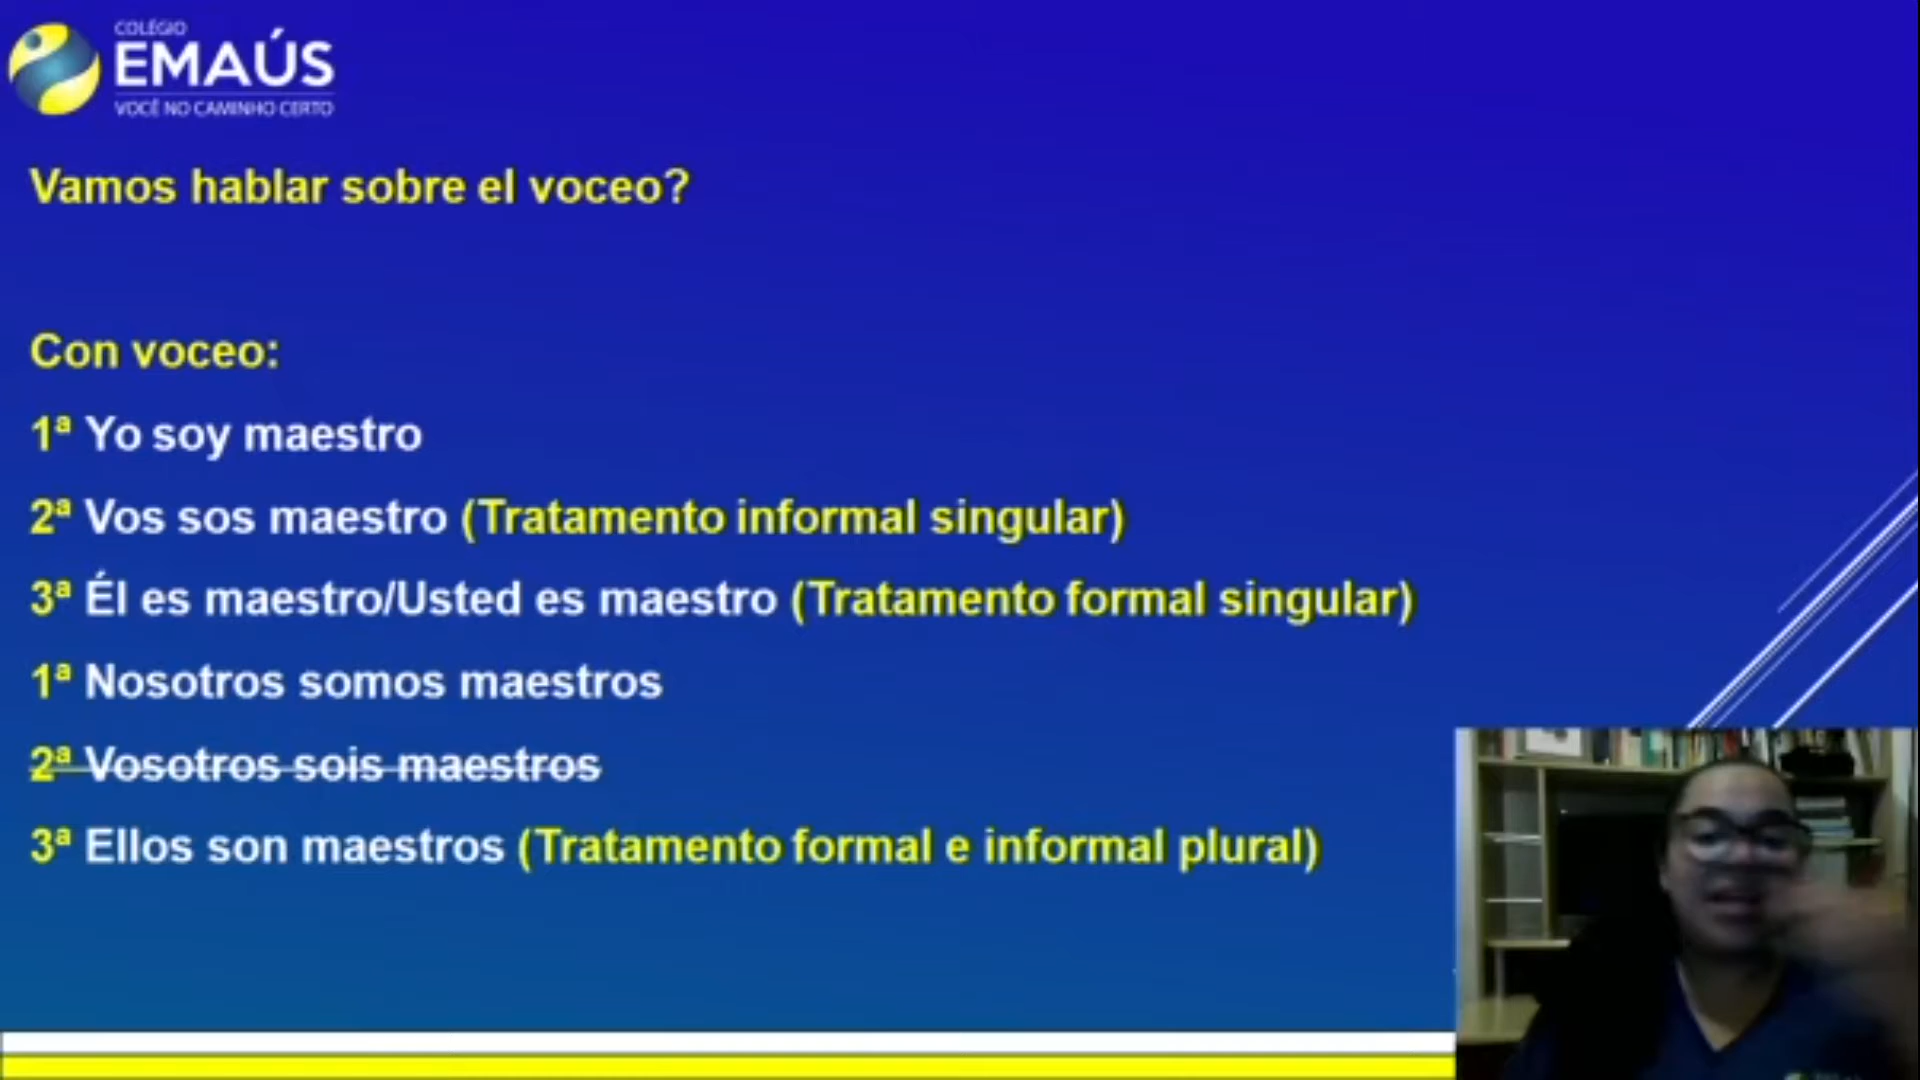 COLÉGIO
EMAÚS
VOCÊ NO CAMINHO CERTO
Vamos hablar sobre el voceo?
Con voceo:
1ª Yo soy maestro
2ª Vos sos maestro (Tratamento informal singular)
3ª Él es maestro/Usted es maestro (Tratamento formal singular)
1ª Nosotros somos maestros
2ª Vosotros sois maestros
3ª Ellos son maestros (Tratamento formal e informal plural)